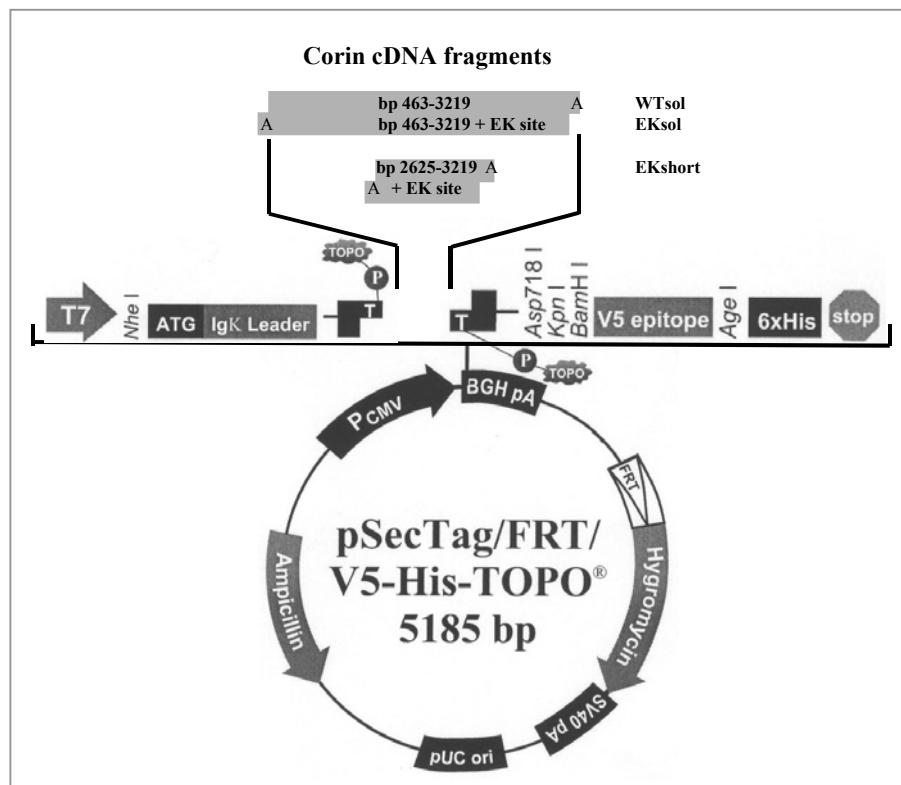 Corin cDNA fragments
bp 463-3219 A WTsol
A bp 463-3219 + EK site EKsol
bp 2625-3219 A EKshort
A + EK site
TOPO
P
T7
Nhe I
ATG
IgK Leader
T
T
Asp718 I
Kpn I
BamH I
V5 epitope
Age I
6xHis
stop
P
TOPO
PCMV
BGH pA
FRT
Hygromycin
SV40 pA
pUC ori
Ampicillin
pSecTag/FRT/
V5-His-TOPO®
5185 bp